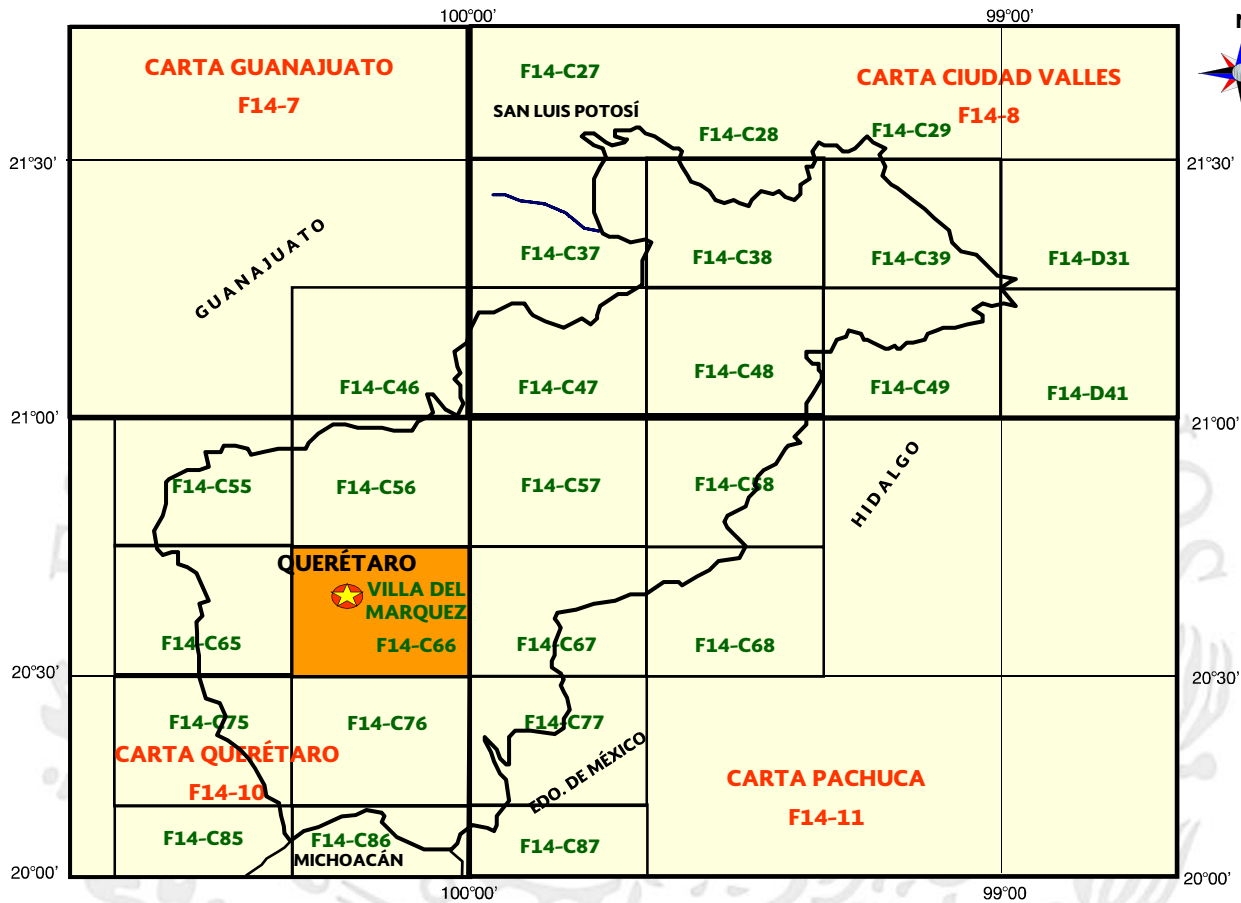 100°00’
99°00’
N
CARTA GUANAJUATO
F14-7
F14-C27
CARTA CIUDAD VALLES
F14-8
SAN LUIS POTOSÍ
F14-C28
F14-C29
21°30’
21°30’
GUANAJUATO
F14-C37
F14-C38
F14-C39
F14-D31
F14-C46
F14-C47
F14-C48
F14-C49
F14-D41
21°00’
21°00’
HIDALGO
F14-C55
F14-C56
F14-C57
F14-C58
QUERÉTARO
VILLA DEL
MARQUEZ
F14-C65
F14-C66
F14-C67
F14-C68
20°30’
20°30’
F14-C75
F14-C76
F14-C77
CARTA QUERÉTARO
F14-10
EDO. DE MÉXICO
CARTA PACHUCA
F14-11
F14-C85
F14-C86
F14-C87
MICHOACÁN
20°00’
20°00’
100°00’
99°00’